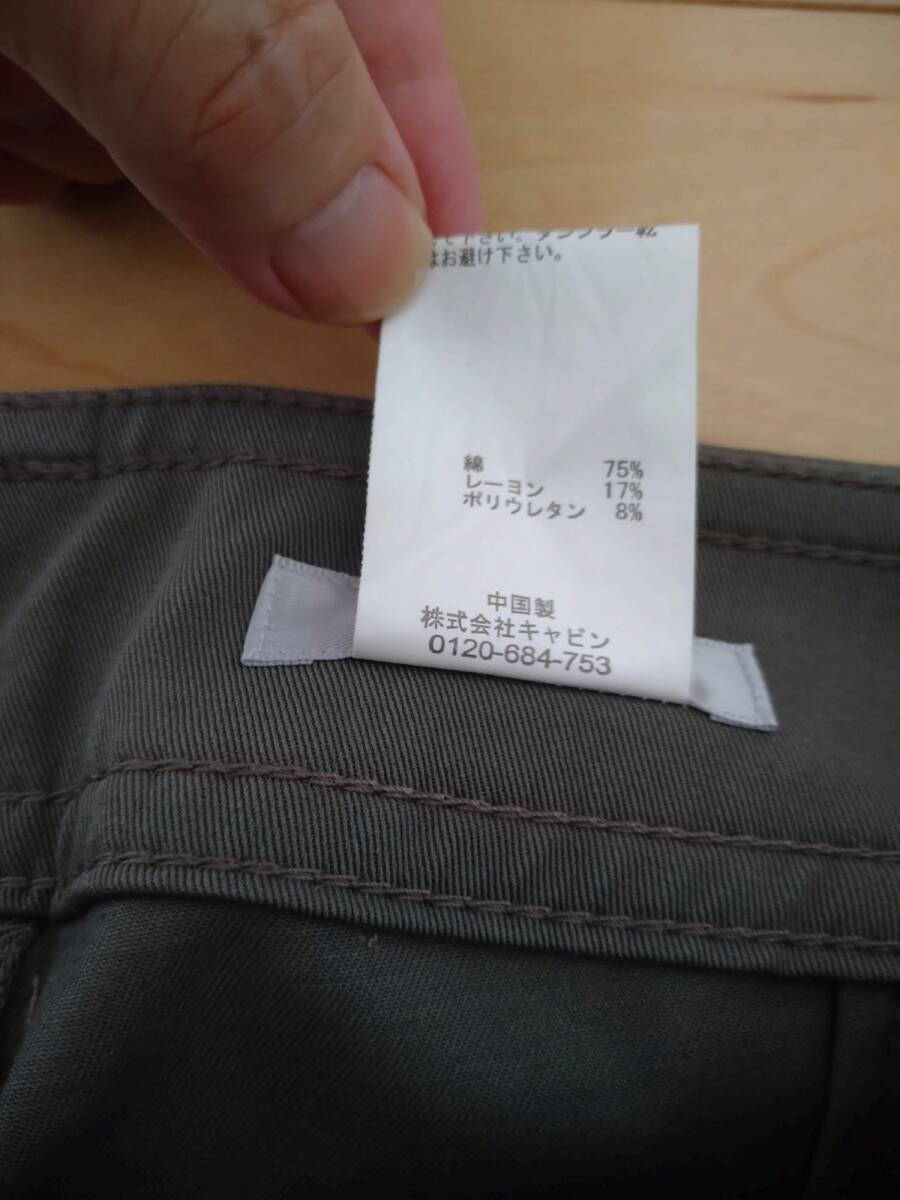 て下さい。タンブラー乾
はお避け下さい。
綿 75%
レーヨン 17%
ポリウレタン 8%
中国製
株式会社キャビン
0120-684-753